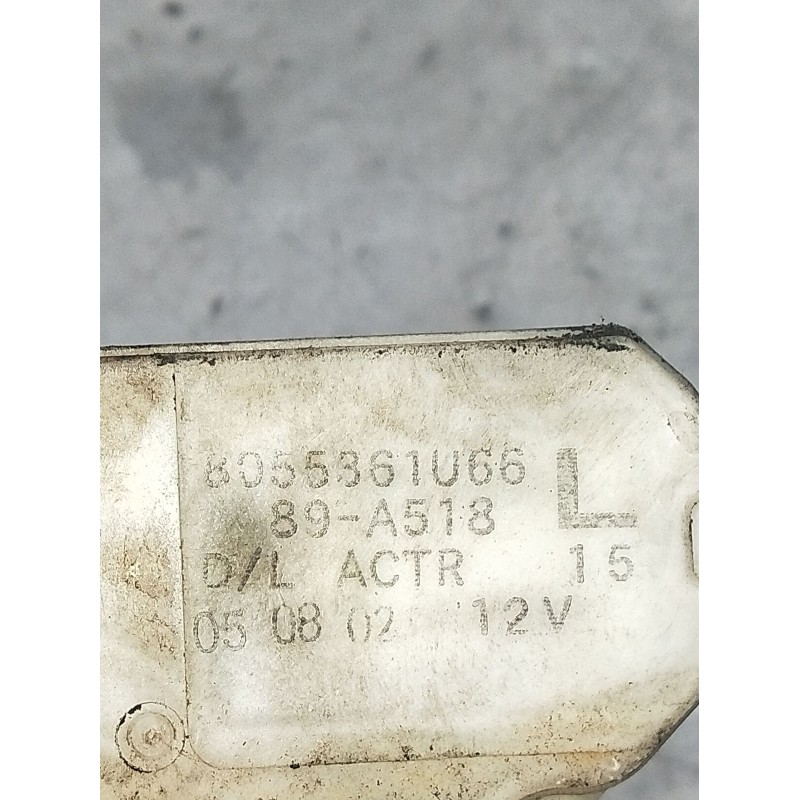 8055361U66
89-A518
L
D/L ACTR 15
05 08 02 12V